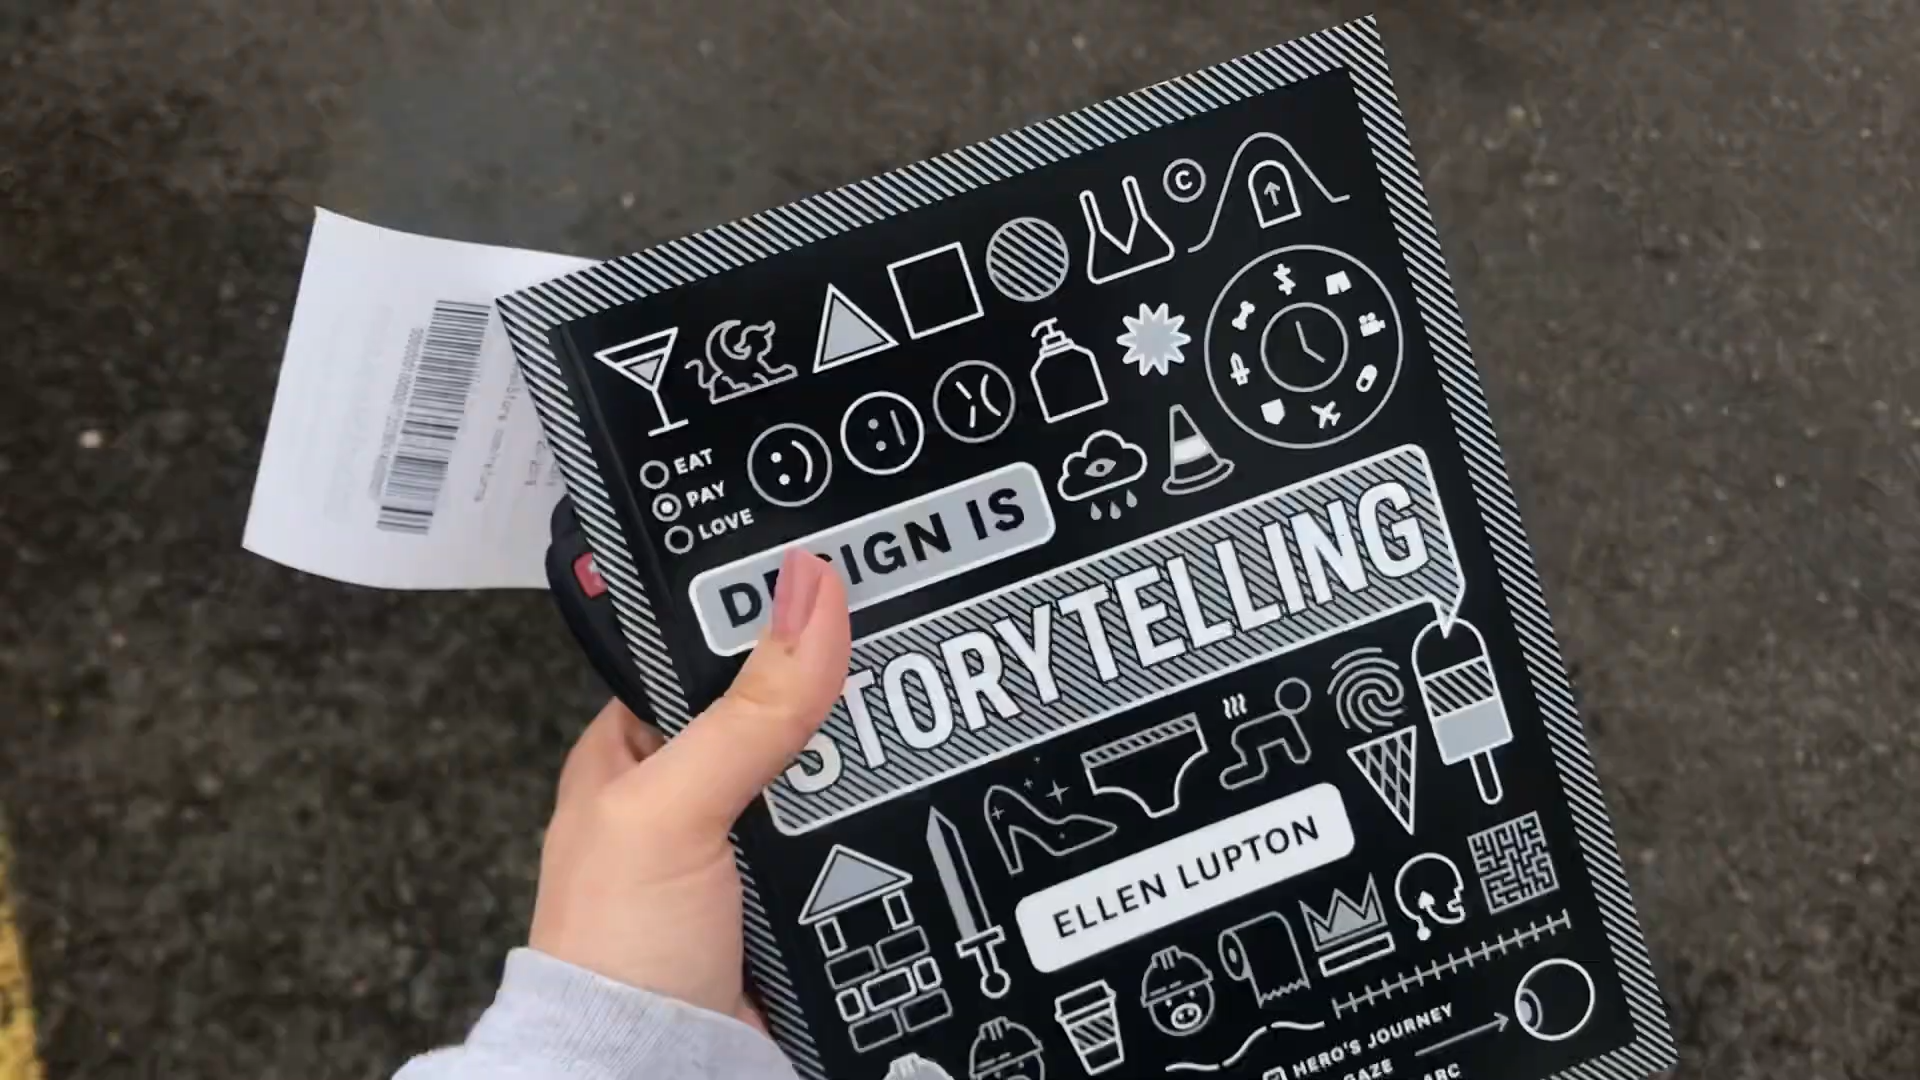 ©
EAT
PAY
LOVE
DESIGN IS
STORYTELLING
ELLEN LUPTON
HERO'S JOURNEY
GAZE
ARC